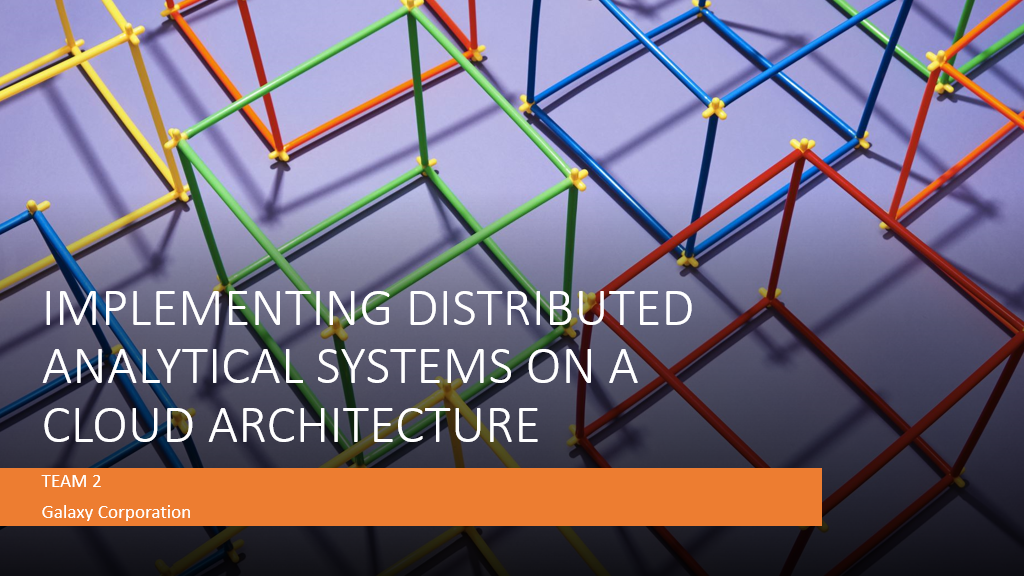 IMPLEMENTING DISTRIBUTED
ANALYTICAL SYSTEMS ON A
CLOUD ARCHITECTURE
TEAM 2
Galaxy Corporation